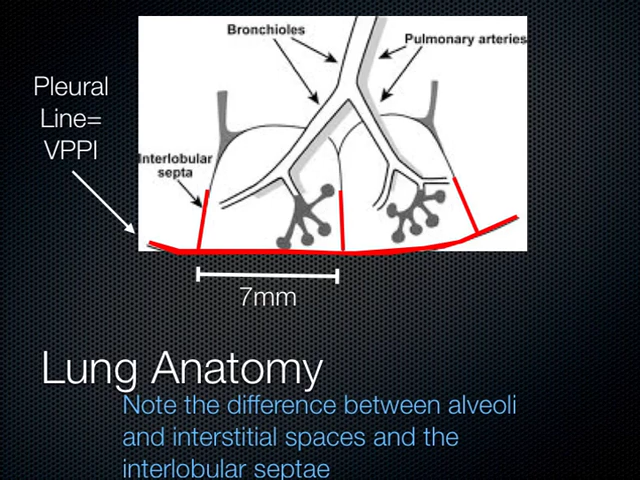 Bronchioles
Pulmonary arteries
Pleural
Line=
VPPI
Interlobular
septa
7mm
Lung Anatomy
Note the difference between alveoli
and interstitial spaces and the
interlobular septae